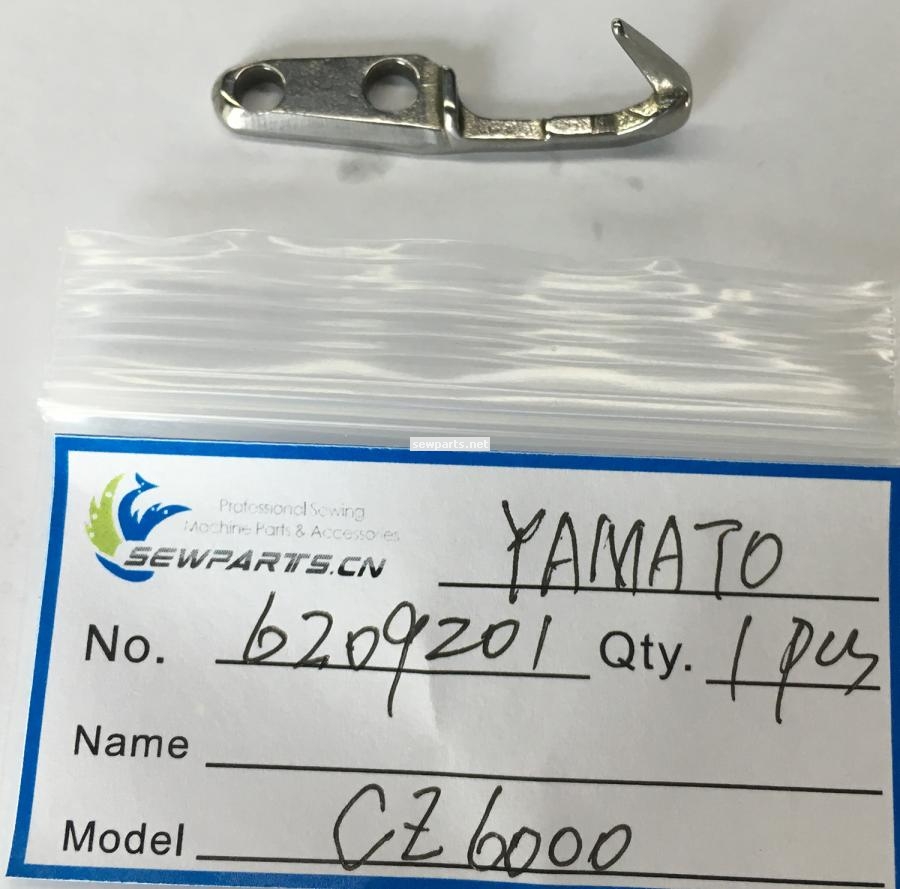 sewparts.net
Professional Sewing
Machine Parts & Accessories
SEWPARTS.CN
YAMATO
No. 6209201 Qty. 1 pcs
Name
Model CZ6000